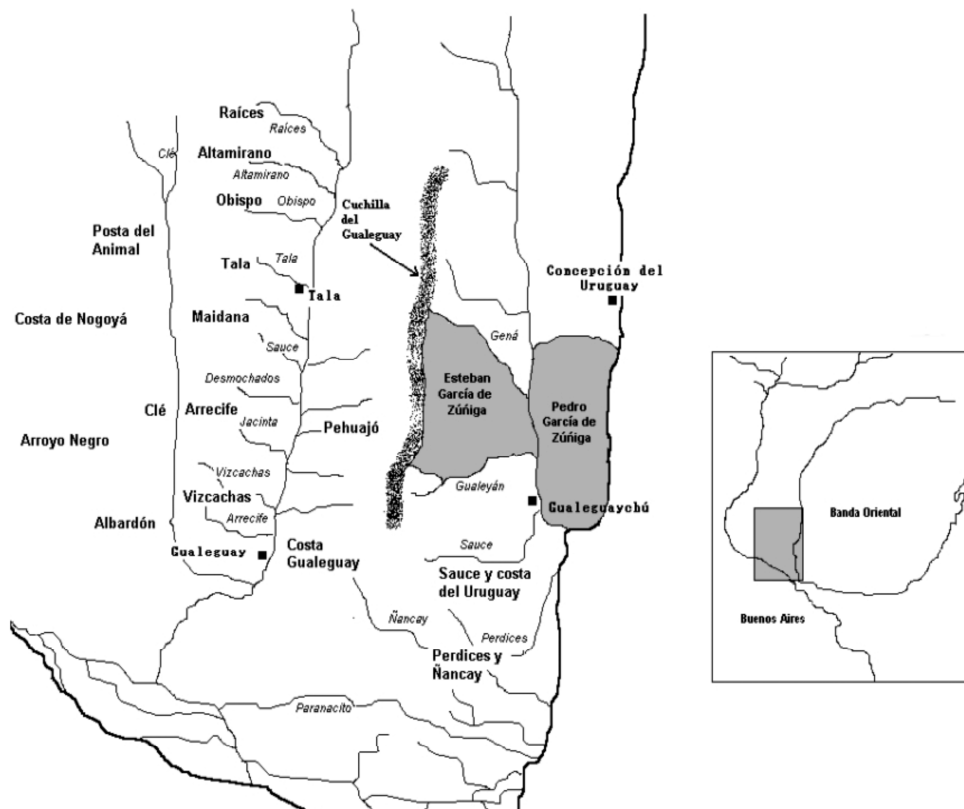 Raíces
Raíces
Clé
Altamirano
Altamirano
Obispo
Obispo
Cuchilla
del
Gualeguay
Posta del
Animal
Tala
Tala
Tala
Concepción del
Uruguay
Costa de Nogoyá
Maidana
Sauce
Gená
Desmochados
Esteban
García de
Zúñiga
Pedro
García de
Zúñiga
Clé
Arrecife
Jacinta
Pehuajó
Arroyo Negro
Vizcachas
Gualeyán
Vizcachas
Gualeguaychú
Albardón
Arrecife
Gualeguay
Costa
Gualeguay
Sauce
Sauce y costa
del Uruguay
Ñancay
Perdices
Perdices y
Ñancay
Paranacito
Banda Oriental
Buenos Aires